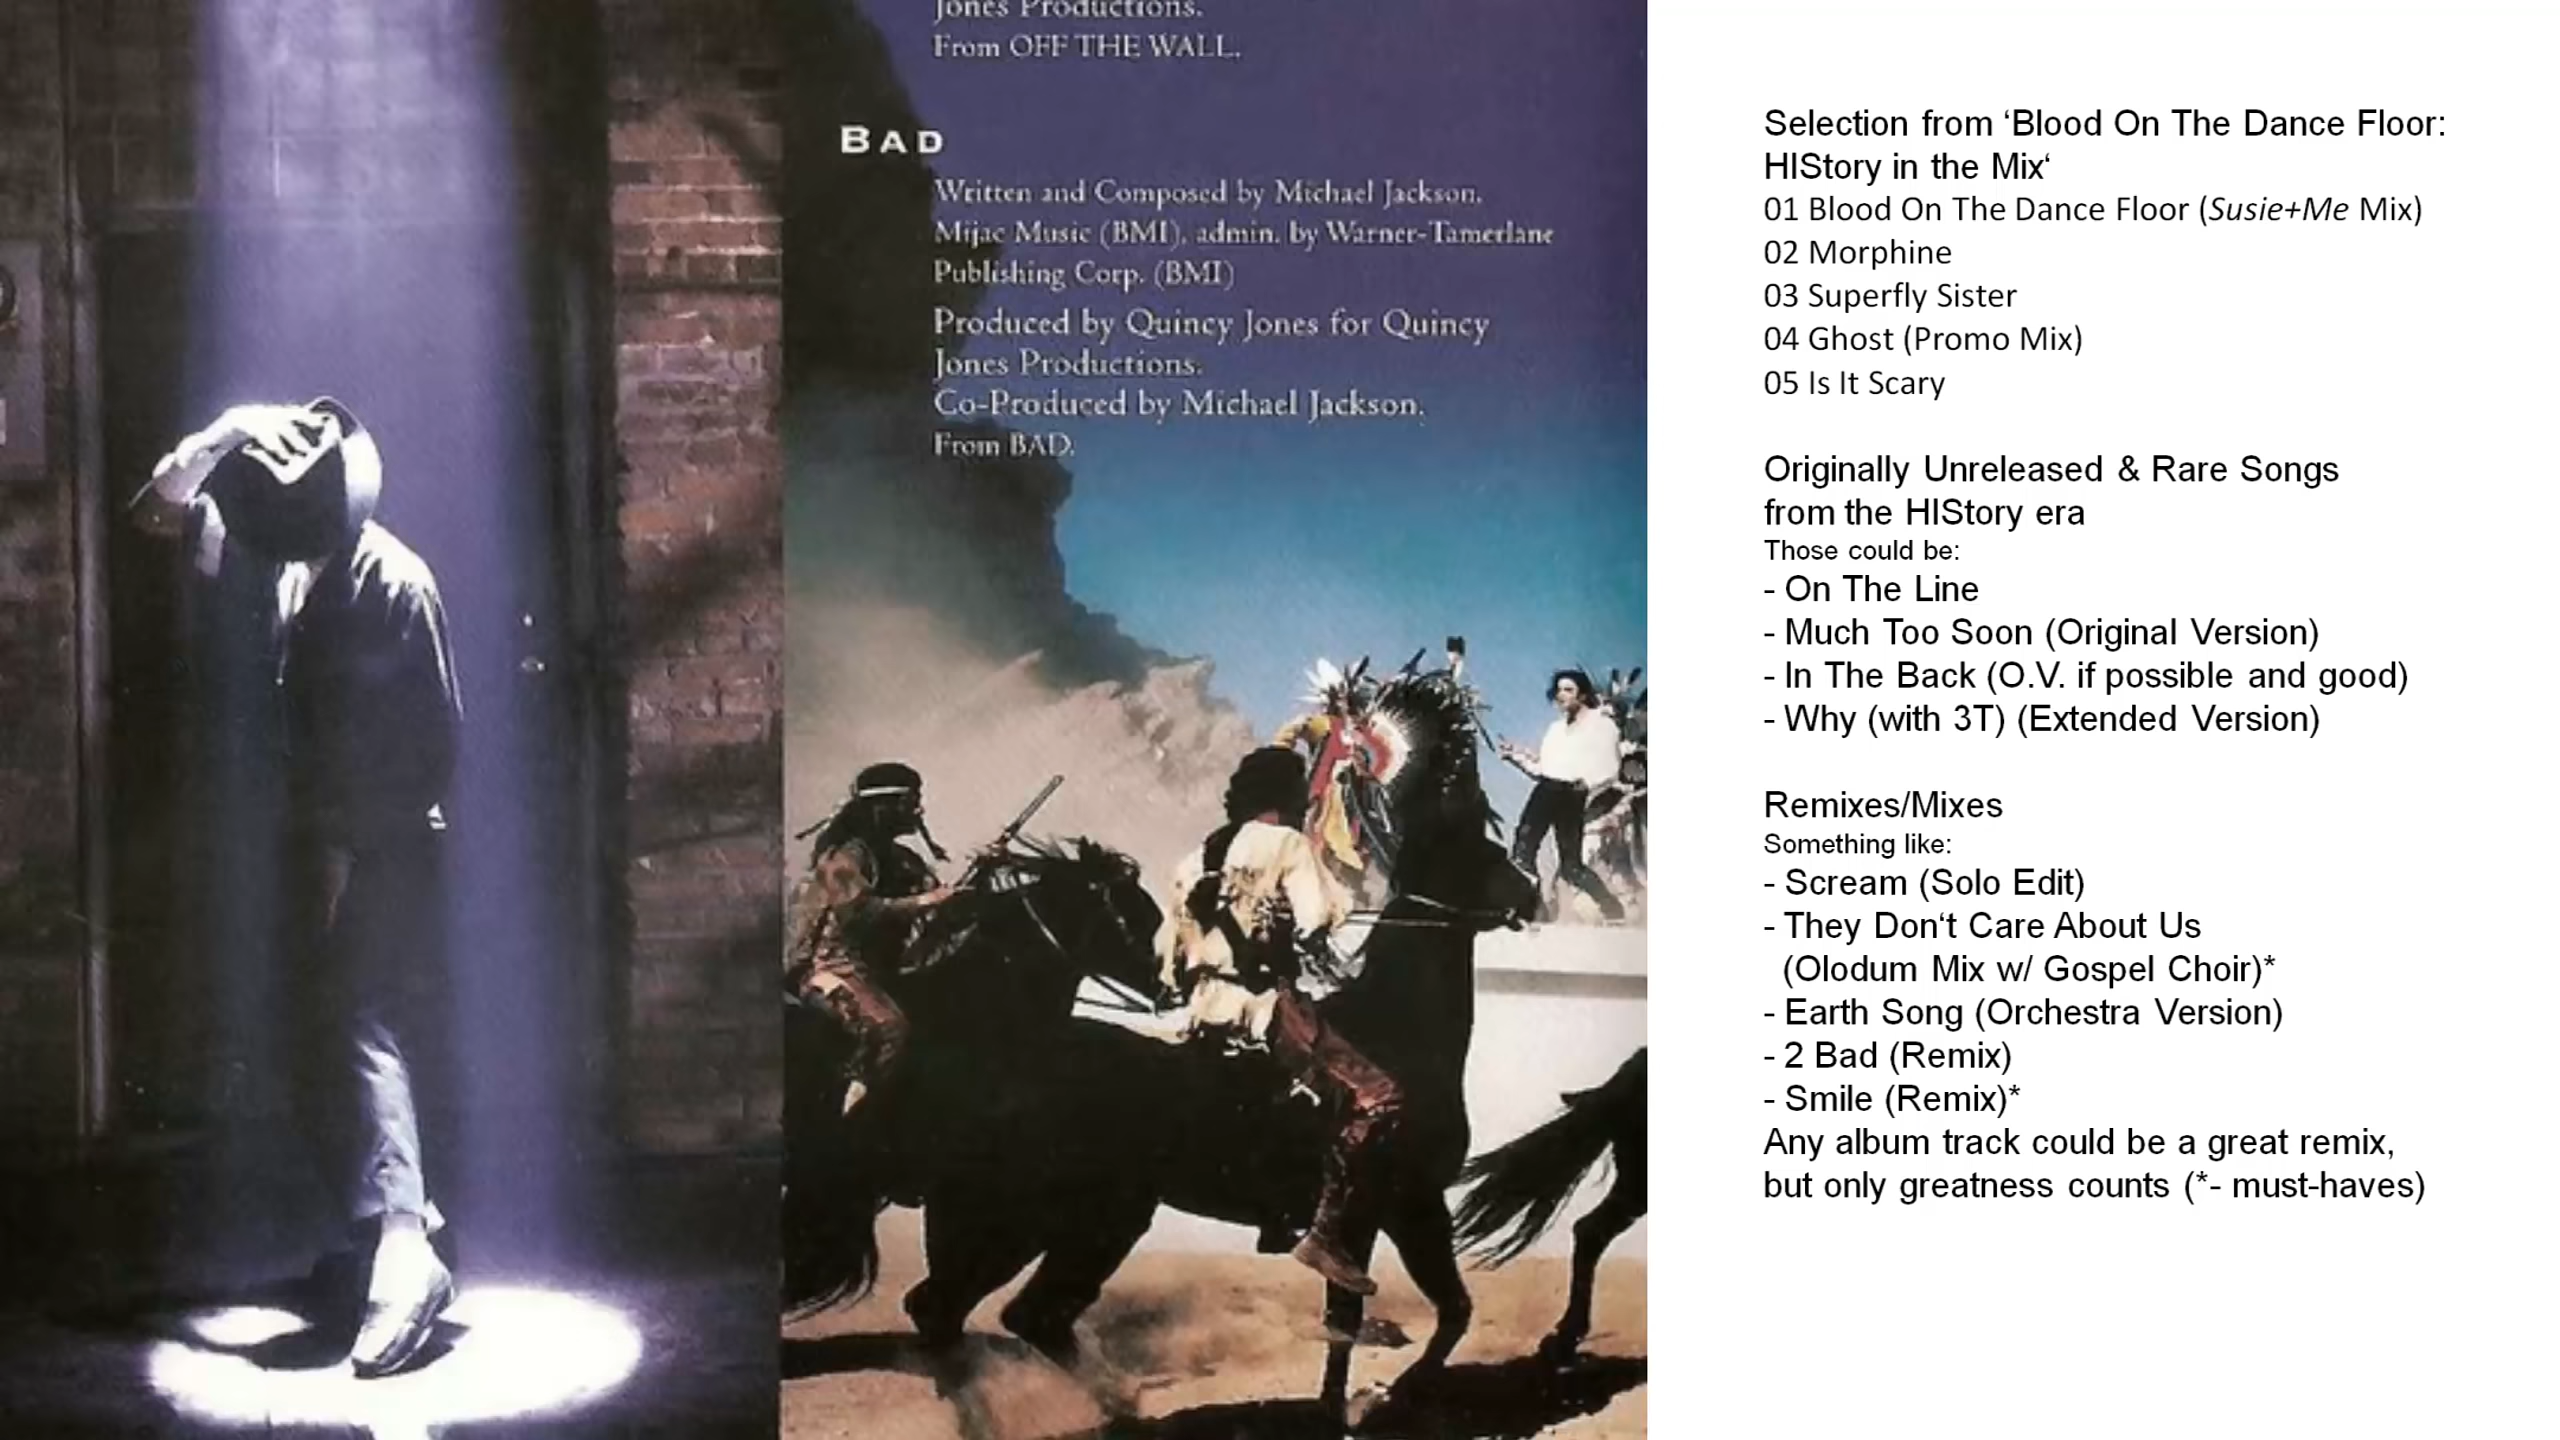 Jones Productions.
From OFF THE WALL.
BAD
Written and Composed by Michael Jackson.
Mijac Music (BMI), admin. by Warner-Tamerlane
Publishing Corp. (BMI)
Produced by Quincy Jones for Quincy
Jones Productions.
Co-Produced by Michael Jackson.
From BAD.
Selection from ‘Blood On The Dance Floor:
HIStory in the Mix‘
01 Blood On The Dance Floor (Susie+Me Mix)
02 Morphine
03 Superfly Sister
04 Ghost (Promo Mix)
05 Is It Scary
Originally Unreleased & Rare Songs
from the HIStory era
Those could be:
- On The Line
- Much Too Soon (Original Version)
- In The Back (O.V. if possible and good)
- Why (with 3T) (Extended Version)
Remixes/Mixes
Something like:
- Scream (Solo Edit)
- They Don‘t Care About Us
(Olodum Mix w/ Gospel Choir)*
- Earth Song (Orchestra Version)
- 2 Bad (Remix)
- Smile (Remix)*
Any album track could be a great remix,
but only greatness counts (*- must-haves)